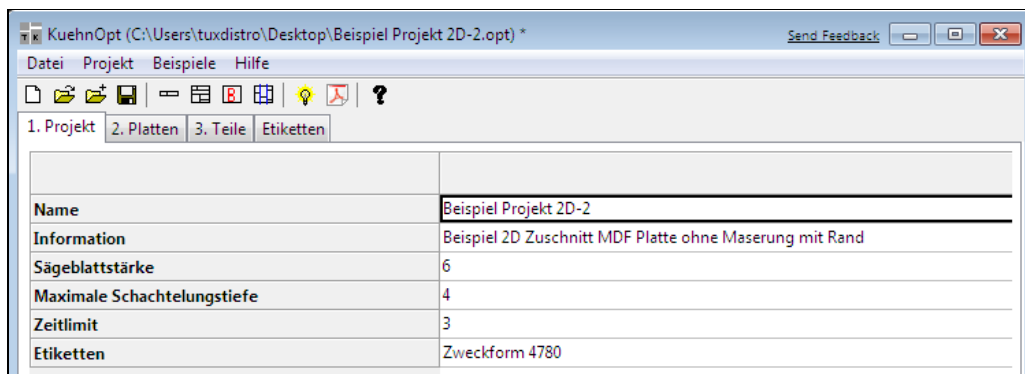 KuehnOpt (C:\Users\tuxdistro\Desktop\Beispiel Projekt 2D-2.opt) * Send Feedback
Datei Projekt Beispiele Hilfe
B ?
1. Projekt 2. Platten 3. Teile Etiketten
Name Beispiel Projekt 2D-2
Information Beispiel 2D Zuschnitt MDF Platte ohne Maserung mit Rand
Sägeblattstärke 6
Maximale Schachtelungstiefe 4
Zeitlimit 3
Etiketten Zweckform 4780